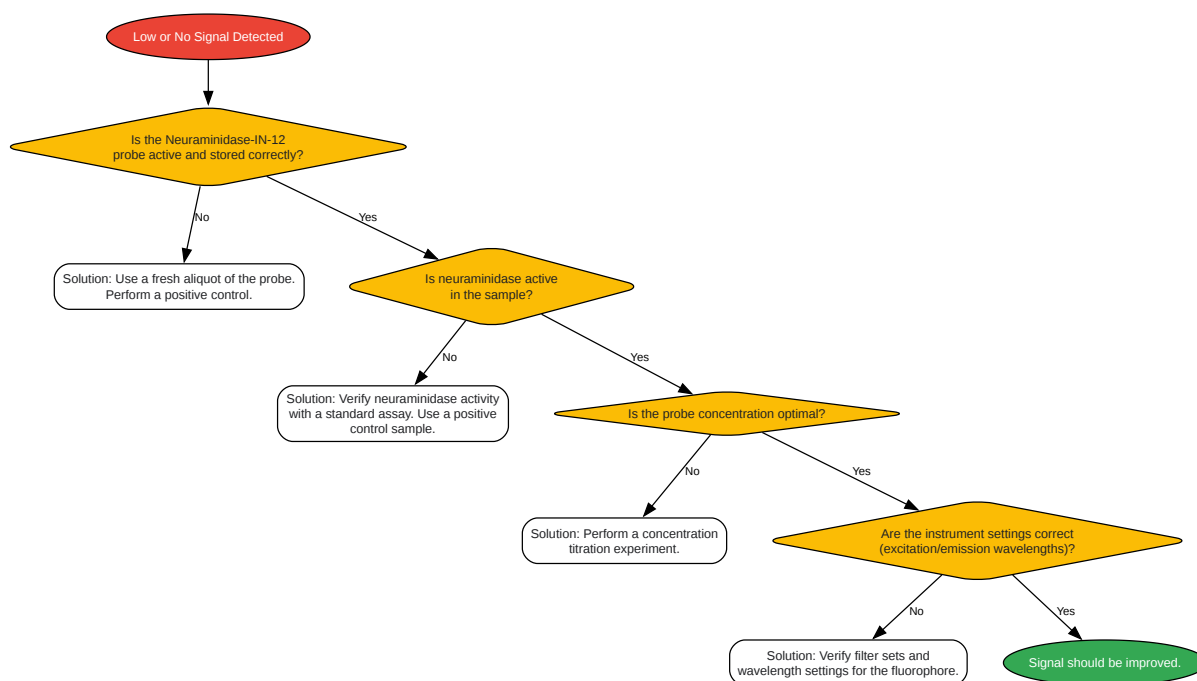 Low or No Signal Detected
Is the Neuraminidase-IN-12
probe active and stored correctly?
No
Yes
Solution: Use a fresh aliquot of the probe.
Perform a positive control.
Is neuraminidase active
in the sample?
No
Yes
Solution: Verify neuraminidase activity
with a standard assay. Use a positive
control sample.
Is the probe concentration optimal?
No
Yes
Solution: Perform a concentration
titration experiment.
Are the instrument settings correct
(excitation/emission wavelengths)?
No
Yes
Solution: Verify filter sets and
wavelength settings for the fluorophore.
Signal should be improved.